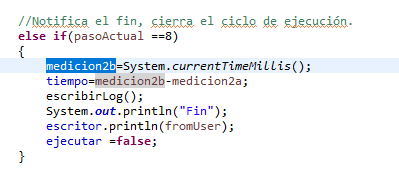 //Notifica el fin, cierra el ciclo de ejecución.
else if(pasoActual ==8)
{
medicion2b=System.currentTimeMillis();
tiempo=medicion2b-medicion2a;
escribirLog();
System.out.println("Fin");
escritor.println(fromUser);
ejecutar =false;
}